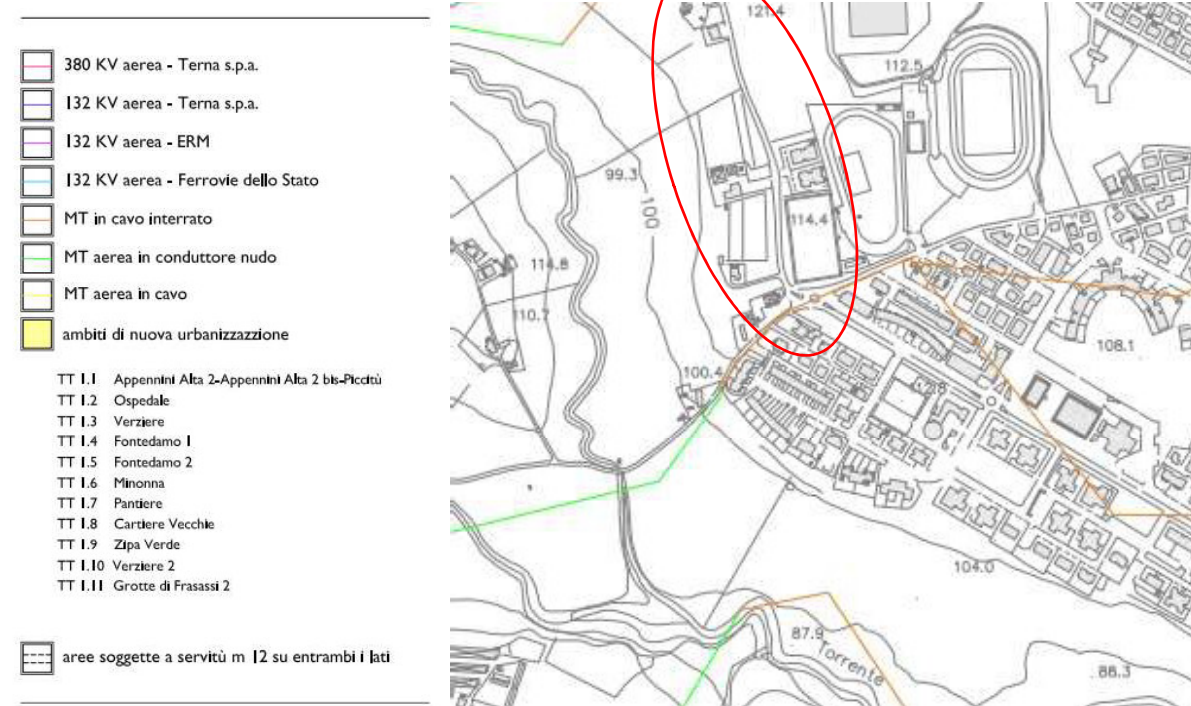 380 KV aerea - Terna s.p.a.
132 KV aerea - Terna s.p.a.
132 KV aerea - ERM
132 KV aerea - Ferrovie dello Stato
MT in cavo interrato
MT aerea in conduttore nudo
MT aerea in cavo
ambiti di nuova urbanizzazzione
TT 1.1 Appennini Alta 2-Appennini Alta 2 bis-Piccitù
TT 1.2 Ospedale
TT 1.3 Verziere
TT 1.4 Fontedamo 1
TT 1.5 Fontedamo 2
TT 1.6 Minonna
TT 1.7 Pantiere
TT 1.8 Cartiere Vecchie
TT 1.9 Zipa Verde
TT 1.10 Verziere 2
TT 1.11 Grotte di Frasassi 2
aree soggette a servitù m 12 su entrambi i lati
121.4
112.5
99.3
100
114.4
114.8
110.7
108.1
100.4
104.0
87.9
Torrente
88.3